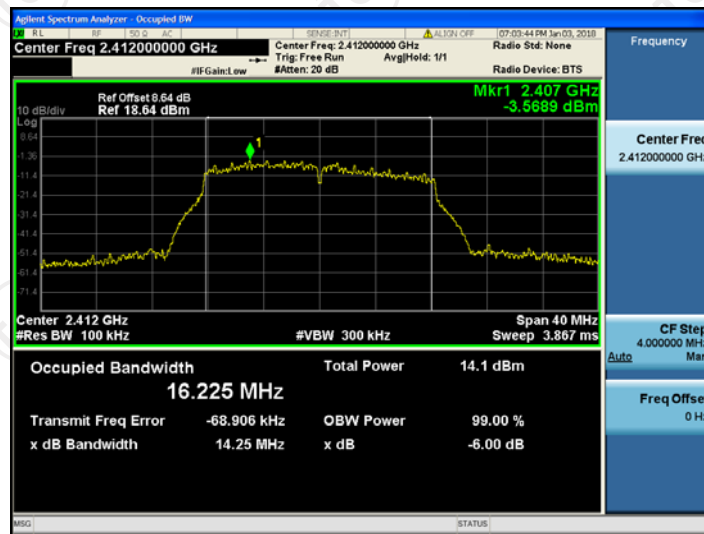 Agilent Spectrum Analyzer - Occupied BW
RL RF 50 Ω AC SENSE:INT ALIGN OFF 07:03:44 PM Jan 03, 2018
Center Freq 2.412000000 GHz
Center Freq: 2.412000000 GHz
Radio Std: None
Trig: Free Run Avg|Hold: 1/1
#IFGain:Low
#Atten: 20 dB
Radio Device: BTS
Ref Offset 8.64 dB
Mkr1 2.407 GHz
10 dB/div
Ref 18.64 dBm
-3.5689 dBm
Log
8.64
1
-1.36
-11.4
-21.4
-31.4
-41.4
-51.4
-61.4
-71.4
Center 2.412 GHz
Span 40 MHz
#Res BW 100 kHz
#VBW 300 kHz
Sweep 3.867 ms
Occupied Bandwidth
Total Power 14.1 dBm
16.225 MHz
Transmit Freq Error -68.906 kHz
OBW Power 99.00 %
x dB Bandwidth 14.25 MHz
x dB -6.00 dB
MSG
STATUS
Frequency
Center Freq
2.412000000 GHz
CF Step
4.000000 MHz
Auto Man
Freq Offset
0 Hz